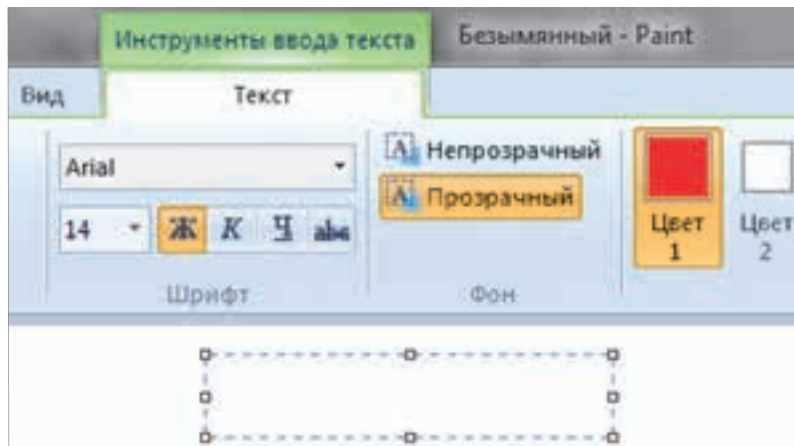 Инструменты ввода текста Безымянный - Paint
Вид Текст
Arial
Непрозрачный
Прозрачный
14 Ж К Ч abc
Цвет 1 Цвет 2
Шрифт Фон